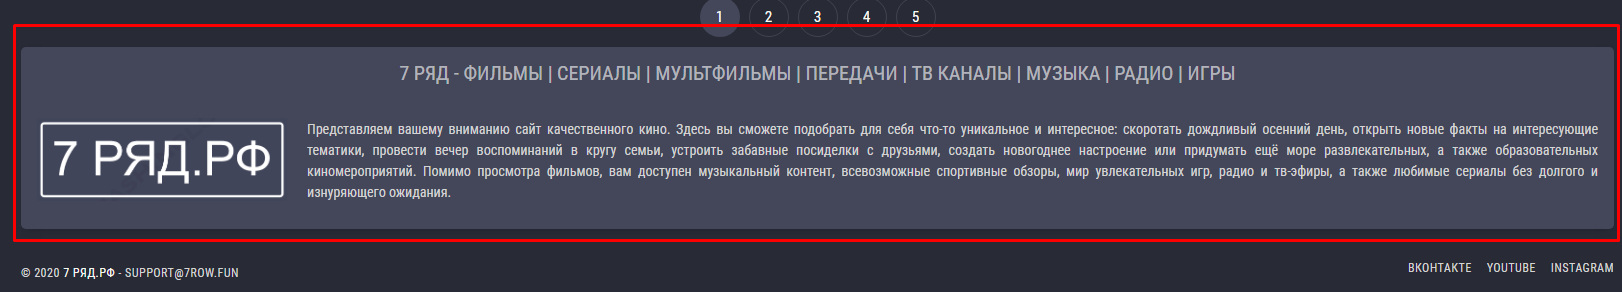 1 2 3 4 5
7 РЯД - ФИЛЬМЫ | СЕРИАЛЫ | МУЛЬТФИЛЬМЫ | ПЕРЕДАЧИ | ТВ КАНАЛЫ | МУЗЫКА | РАДИО | ИГРЫ
7 РЯД.РФ
Представляем вашему вниманию сайт качественного кино. Здесь вы сможете подобрать для себя что-то уникальное и интересное: скоротать дождливый осенний день, открыть новые факты на интересующие
тематики, провести вечер воспоминаний в кругу семьи, устроить забавные посиделки с друзьями, создать новогоднее настроение или придумать ещё море развлекательных, а также образовательных
киномероприятий. Помимо просмотра фильмов, вам доступен музыкальный контент, всевозможные спортивные обзоры, мир увлекательных игр, радио и тв-эфиры, а также любимые сериалы без долгого и
изнуряющего ожидания.
© 2020 7 РЯД.РФ - SUPPORT@7ROW.FUN
ВКОНТАКТЕ YOUTUBE INSTAGRAM